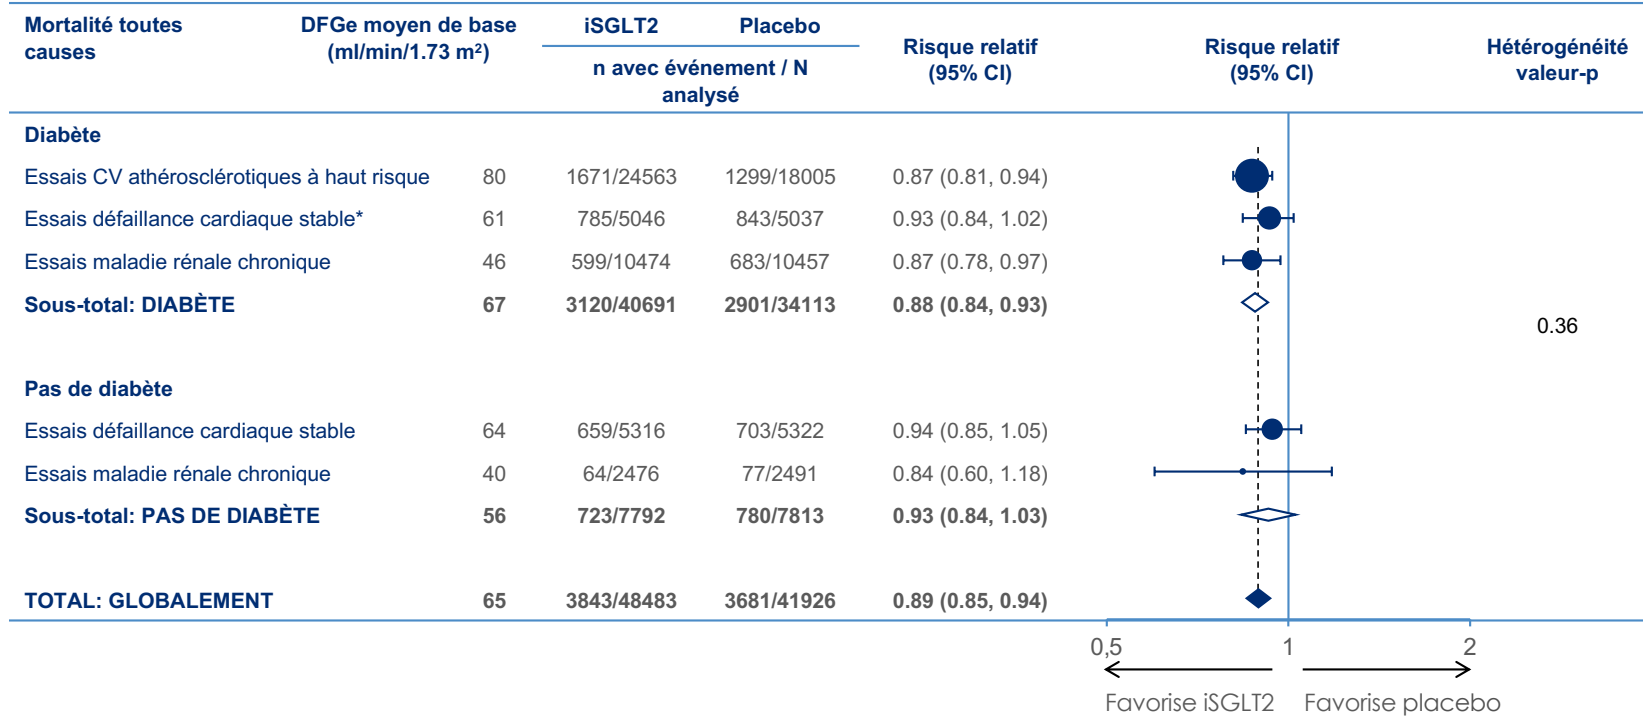 Mortalité toutes causes
DFGe moyen de base (ml/min/1.73 m²)
iSGLT2
Placebo
n avec événement / N analysé
Risque relatif (95% CI)
Risque relatif (95% CI)
Hétérogénéité valeur-p
Diabète
Essais CV athérosclérotiques à haut risque 80 1671/24563 1299/18005 0.87 (0.81, 0.94)
Essais défaillance cardiaque stable* 61 785/5046 843/5037 0.93 (0.84, 1.02)
Essais maladie rénale chronique 46 599/10474 683/10457 0.87 (0.78, 0.97)
Sous-total: DIABÈTE 67 3120/40691 2901/34113 0.88 (0.84, 0.93)
0.36
Pas de diabète
Essais défaillance cardiaque stable 64 659/5316 703/5322 0.94 (0.85, 1.05)
Essais maladie rénale chronique 40 64/2476 77/2491 0.84 (0.60, 1.18)
Sous-total: PAS DE DIABÈTE 56 723/7792 780/7813 0.93 (0.84, 1.03)
TOTAL: GLOBALEMENT 65 3843/48483 3681/41926 0.89 (0.85, 0.94)
0,5 1 2
Favorise iSGLT2 Favorise placebo